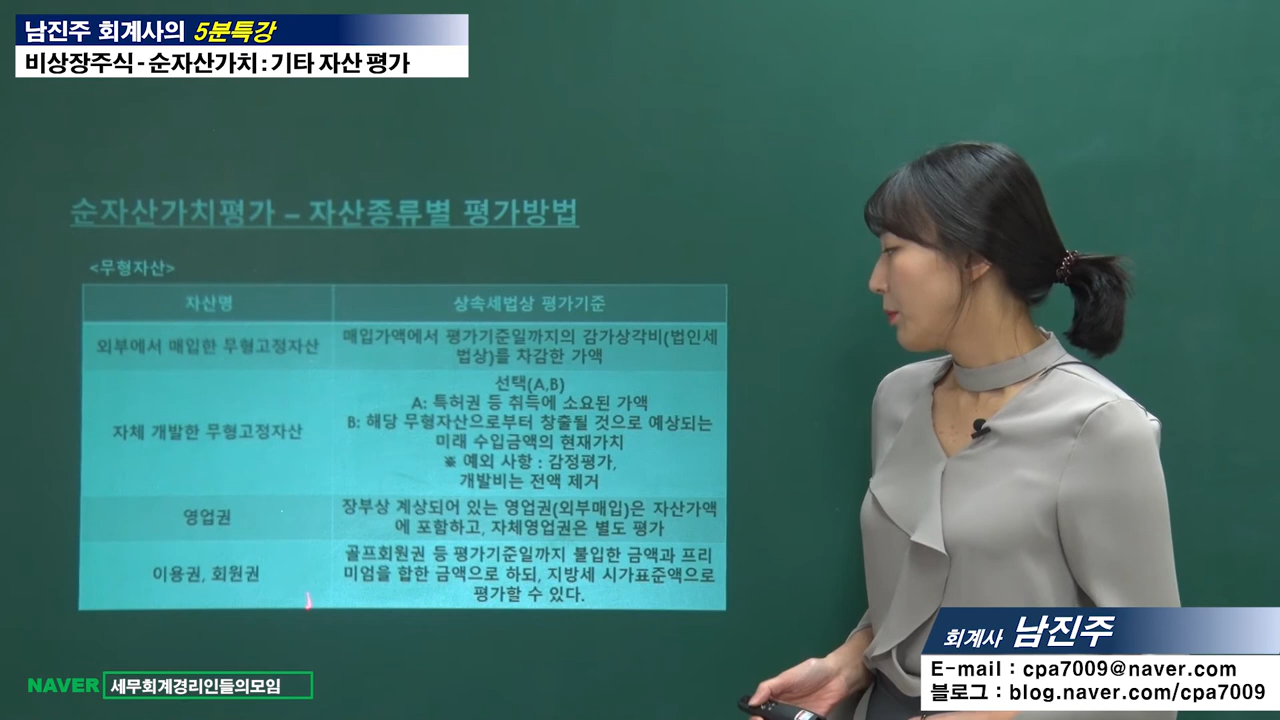 남진주 회계사의 5분특강
비상장주식 - 순자산가치 : 기타 자산 평가
순자산가치평가 – 자산종류별 평가방법
<무형자산>
자산명
상속세법상 평가기준
외부에서 매입한 무형고정자산
매입가액에서 평가기준일까지의 감가상각비(법인세
법상)를 차감한 가액
자체 개발한 무형고정자산
선택(A,B)
A: 특허권 등 취득에 소요된 가액
B: 해당 무형자산으로부터 창출될 것으로 예상되는
미래 수입금액의 현재가치
※ 예외 사항 : 감정평가,
개발비는 전액 제거
영업권
장부상 계상되어 있는 영업권(외부매입)은 자산가액
에 포함하고, 자체영업권은 별도 평가
이용권, 회원권
골프회원권 등 평가기준일까지 불입한 금액과 프리
미엄을 합한 금액으로 하되, 지방세 시가표준액으로
평가할 수 있다.
회계사 남진주
E-mail : cpa7009@naver.com
블로그 : blog.naver.com/cpa7009
NAVER 세무회계경리인들의모임